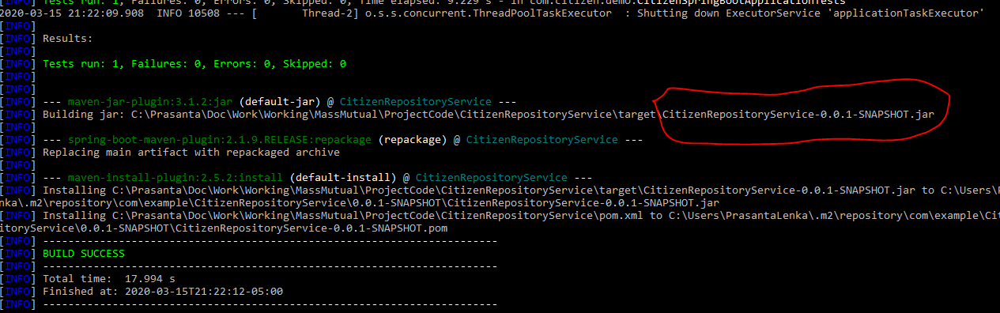 Tests run: 1, Failures: 0, Errors: 0, Skipped: 0, Time elapsed: 9.229 s - in com.citizen.demo.CitizenSpringBootApplicationTests
2020-03-15 21:22:09.908  INFO 10508 --- [       Thread-2] o.s.s.concurrent.ThreadPoolTaskExecutor  : Shutting down ExecutorService 'applicationTaskExecutor'
[INFO]
[INFO] Results:
[INFO]
[INFO] Tests run: 1, Failures: 0, Errors: 0, Skipped: 0
[INFO]
[INFO]
[INFO] --- maven-jar-plugin:3.1.2:jar (default-jar) @ CitizenRepositoryService ---
[INFO] Building jar: C:\Prasanta\Doc\Work\Working\MassMutual\ProjectCode\CitizenRepositoryService\target\CitizenRepositoryService-0.0.1-SNAPSHOT.jar
[INFO]
[INFO] --- spring-boot-maven-plugin:2.1.9.RELEASE:repackage (repackage) @ CitizenRepositoryService ---
[INFO] Replacing main artifact with repackaged archive
[INFO]
[INFO] --- maven-install-plugin:2.5.2:install (default-install) @ CitizenRepositoryService ---
[INFO] Installing C:\Prasanta\Doc\Work\Working\MassMutual\ProjectCode\CitizenRepositoryService\target\CitizenRepositoryService-0.0.1-SNAPSHOT.jar to C:\Users\P
nka\.m2\repository\com\example\CitizenRepositoryService\0.0.1-SNAPSHOT\CitizenRepositoryService-0.0.1-SNAPSHOT.jar
[INFO] Installing C:\Prasanta\Doc\Work\Working\MassMutual\ProjectCode\CitizenRepositoryService\pom.xml to C:\Users\PrasantaLenka\.m2\repository\com\example\Cit
itoryService\0.0.1-SNAPSHOT\CitizenRepositoryService-0.0.1-SNAPSHOT.pom
[INFO] ------------------------------------------------------------------------
[INFO] BUILD SUCCESS
[INFO] ------------------------------------------------------------------------
[INFO] Total time:  17.994 s
[INFO] Finished at: 2020-03-15T21:22:12-05:00
[INFO] ------------------------------------------------------------------------